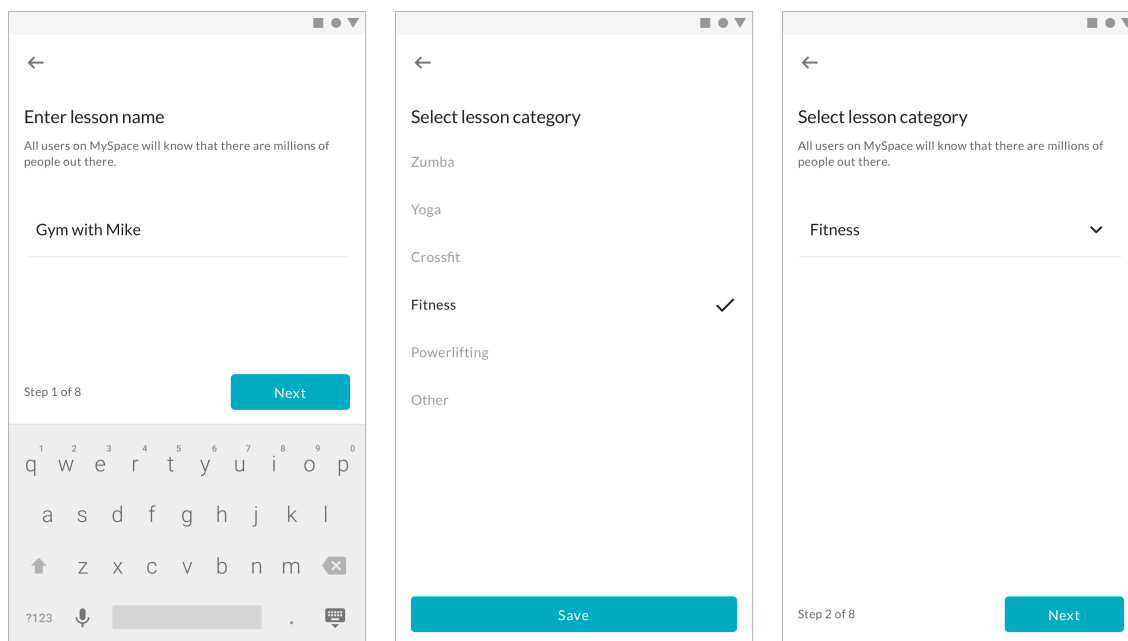 Enter lesson name
All users on MySpace will know that there are millions of
people out there.
Gym with Mike
Step 1 of 8
Next
1 2 3 4 5 6 7 8 9 0
q w e r t y u i o p
a s d f g h j k l
z x c v b n m
?123 .
Select lesson category
Zumba
Yoga
Crossfit
Fitness
Powerlifting
Other
Save
Select lesson category
All users on MySpace will know that there are millions of
people out there.
Fitness
Step 2 of 8
Next